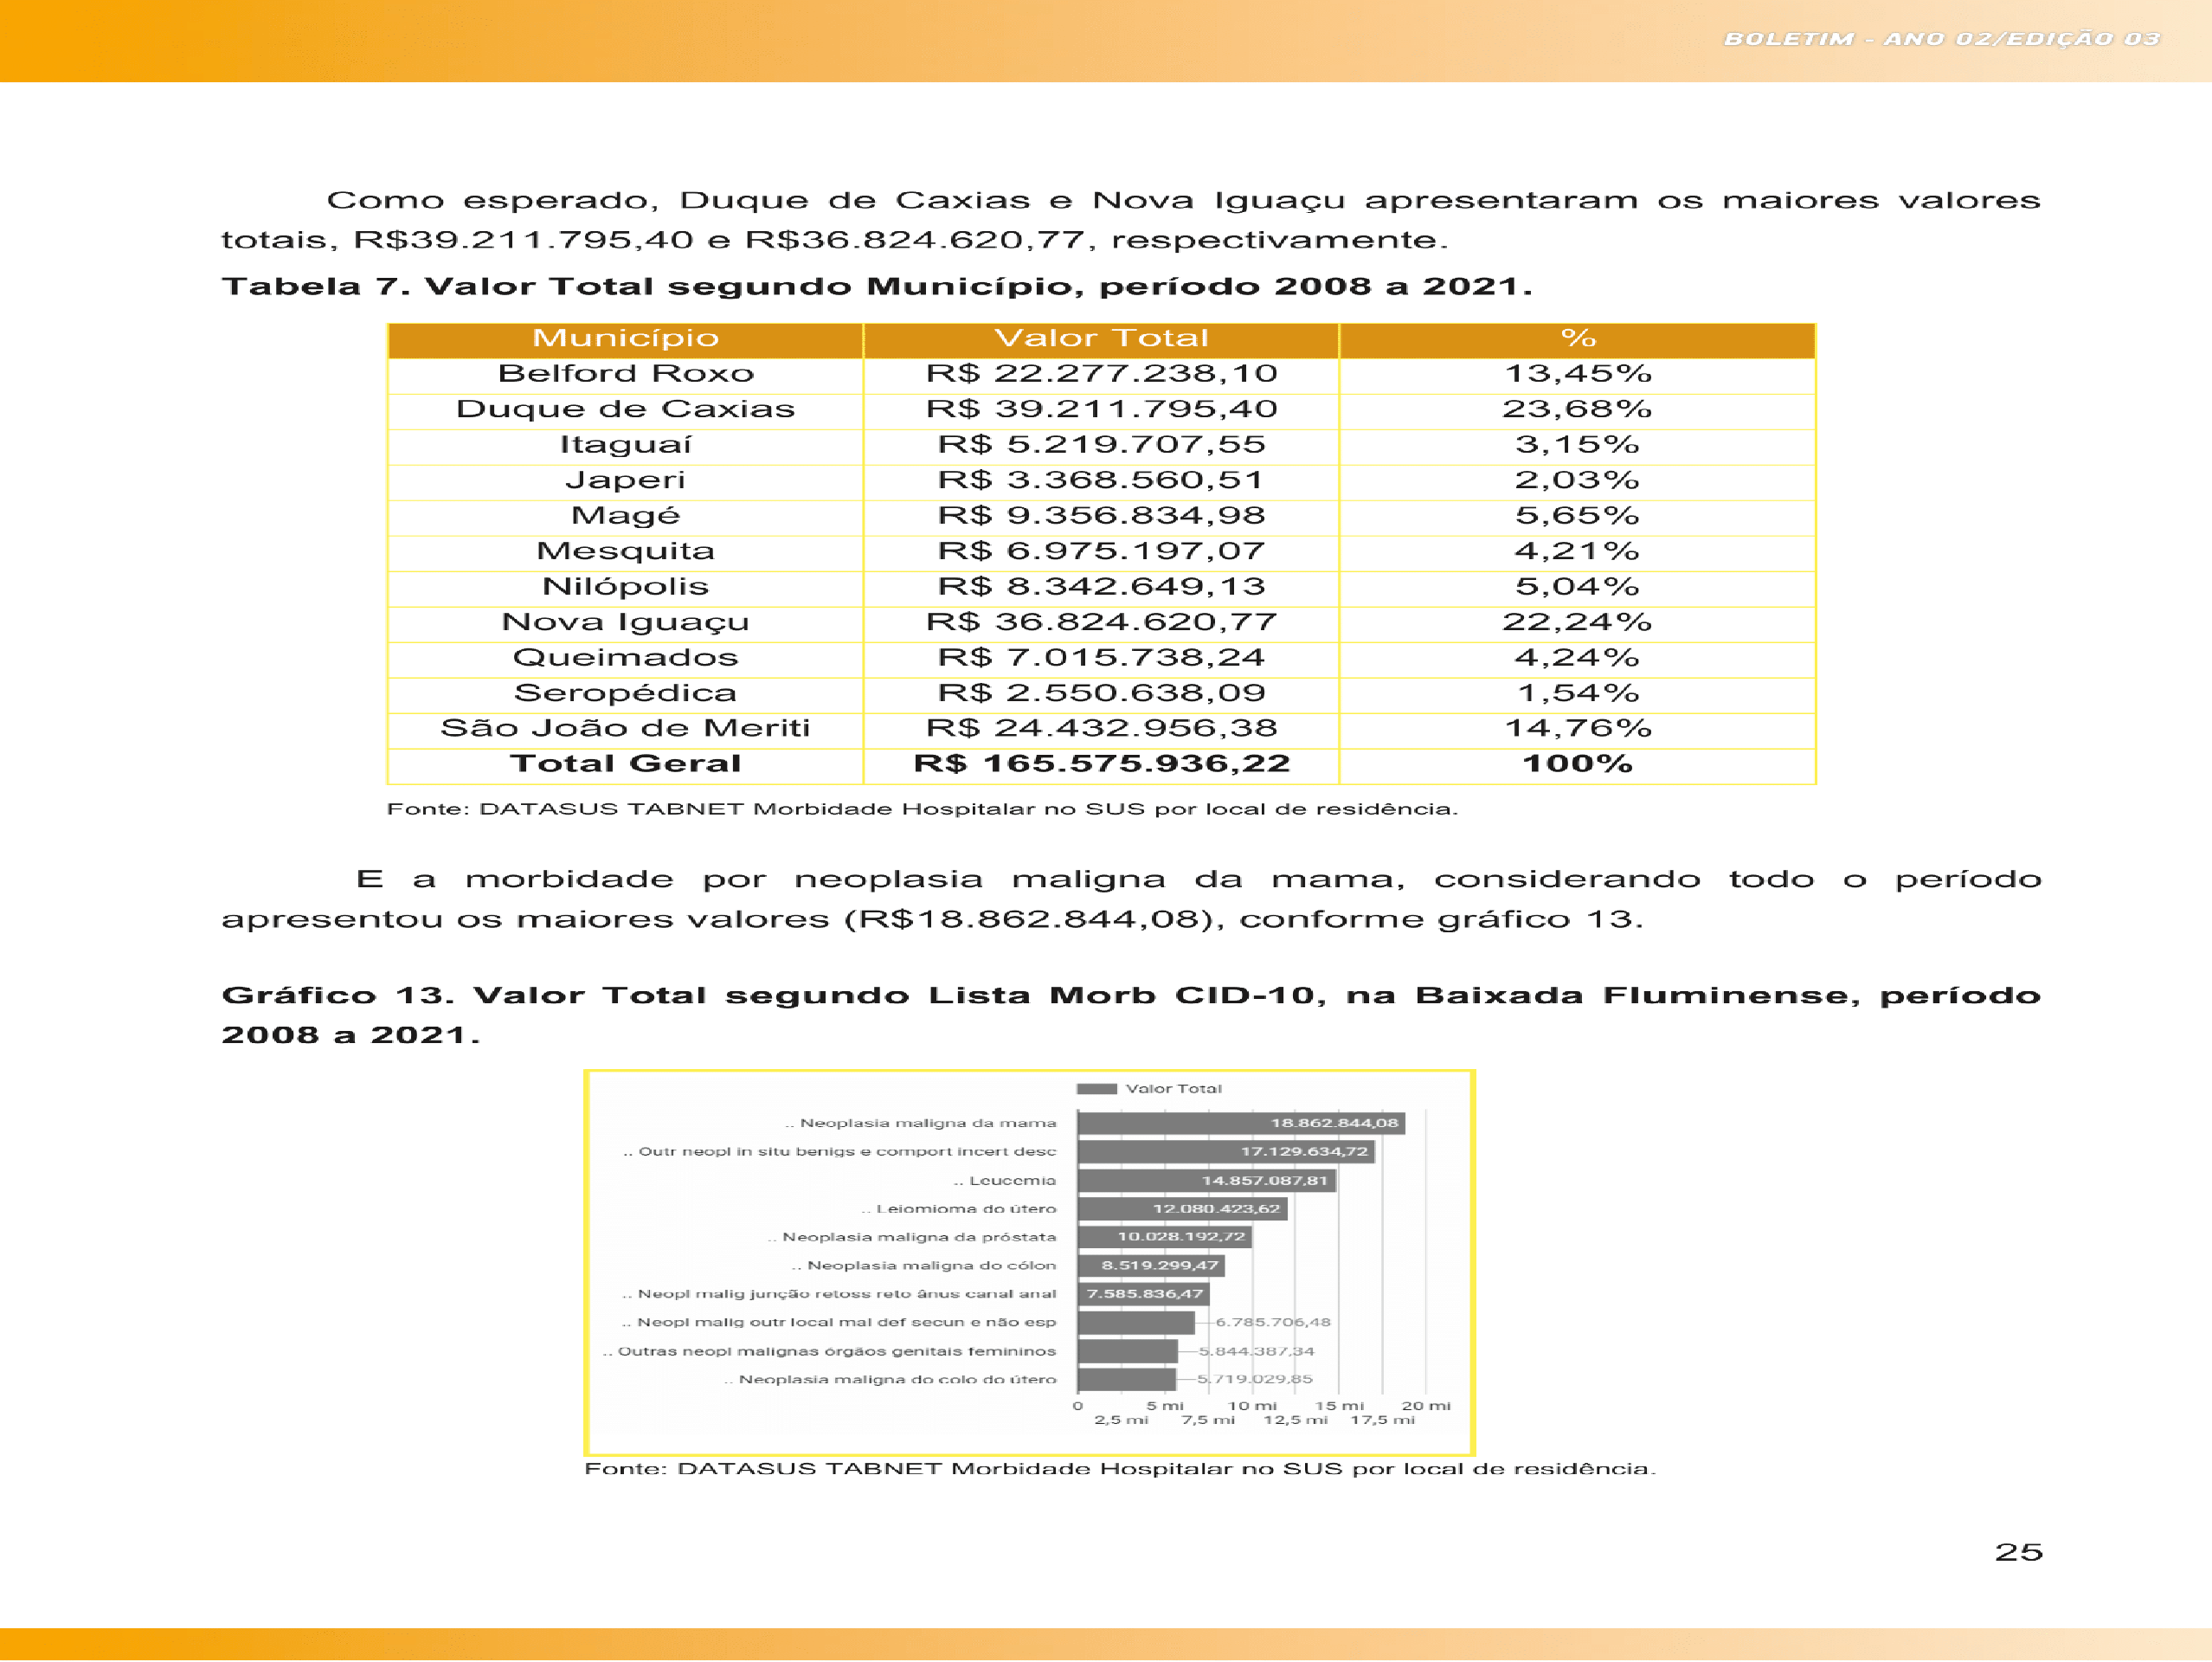 BOLETIM - ANO 02/EDIÇÃO 03
Como esperado, Duque de Caxias e Nova Iguaçu apresentaram os maiores valores
totais, R$39.211.795,40 e R$36.824.620,77, respectivamente.
Tabela 7. Valor Total segundo Município, período 2008 a 2021.
Município Valor Total %
Belford Roxo R$ 22.277.238,10 13,45%
Duque de Caxias R$ 39.211.795,40 23,68%
Itaguaí R$ 5.219.707,55 3,15%
Japeri R$ 3.368.560,51 2,03%
Magé R$ 9.356.834,98 5,65%
Mesquita R$ 6.975.197,07 4,21%
Nilópolis R$ 8.342.649,13 5,04%
Nova Iguaçu R$ 36.824.620,77 22,24%
Queimados R$ 7.015.738,24 4,24%
Seropédica R$ 2.550.638,09 1,54%
São João de Meriti R$ 24.432.956,38 14,76%
Total Geral R$ 165.575.936,22 100%
Fonte: DATASUS TABNET Morbidade Hospitalar no SUS por local de residência.
E a morbidade por neoplasia maligna da mama, considerando todo o período
apresentou os maiores valores (R$18.862.844,08), conforme gráfico 13.
Gráfico 13. Valor Total segundo Lista Morb CID-10, na Baixada Fluminense, período
2008 a 2021.
Valor Total
.. Neoplasia maligna da mama 18.862.844,08
.. Outr neopl in situ benigs e comport incert desc 17.129.634,72
.. Leucemia 14.857.087,81
.. Leiomioma do útero 12.080.423,62
.. Neoplasia maligna da próstata 10.028.192,72
.. Neoplasia maligna do cólon 8.519.299,47
.. Neopl malig junção retoss reto ânus canal anal 7.585.836,47
.. Neopl malig outr local mal def secun e não esp 6.785.706,48
.. Outras neopl malignas órgãos genitais femininos 5.844.387,34
.. Neoplasia maligna do colo do útero 5.719.029,85
0 5 mi 10 mi 15 mi 20 mi
2,5 mi 7,5 mi 12,5 mi 17,5 mi
Fonte: DATASUS TABNET Morbidade Hospitalar no SUS por local de residência.
25